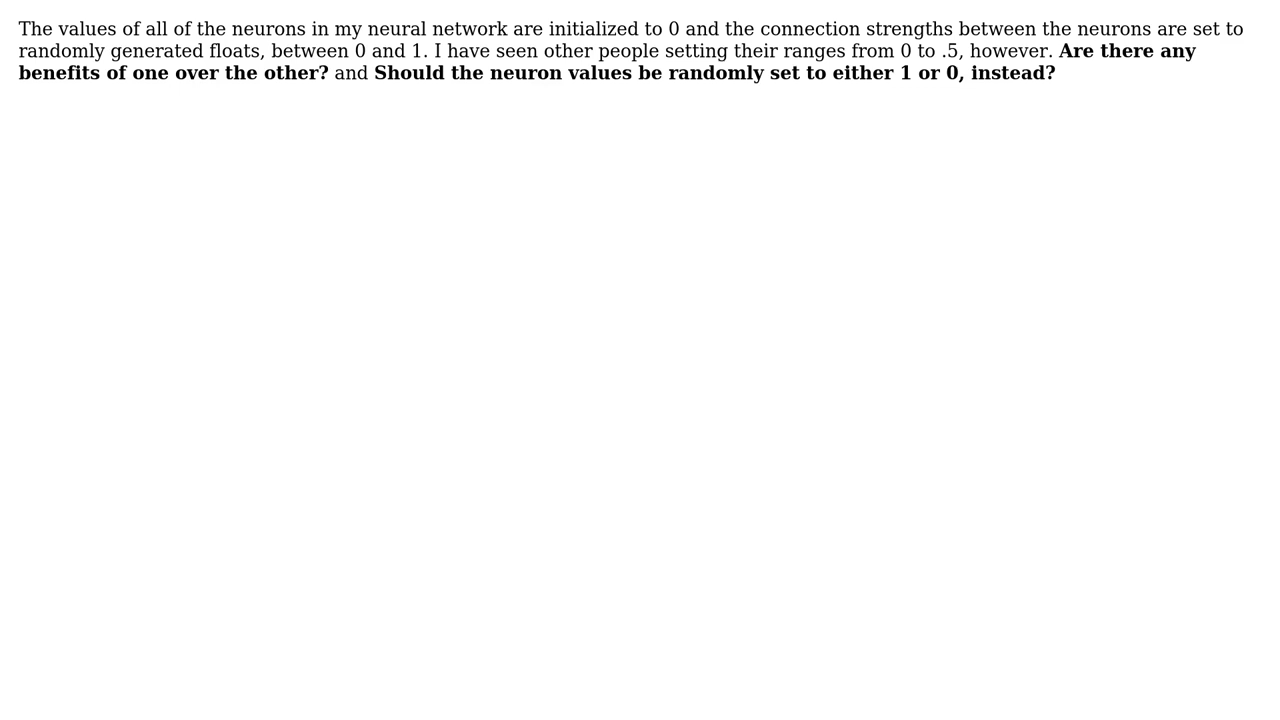 The values of all of the neurons in my neural network are initialized to 0 and the connection strengths between the neurons are set to
randomly generated floats, between 0 and 1. I have seen other people setting their ranges from 0 to .5, however. Are there any
benefits of one over the other? and Should the neuron values be randomly set to either 1 or 0, instead?